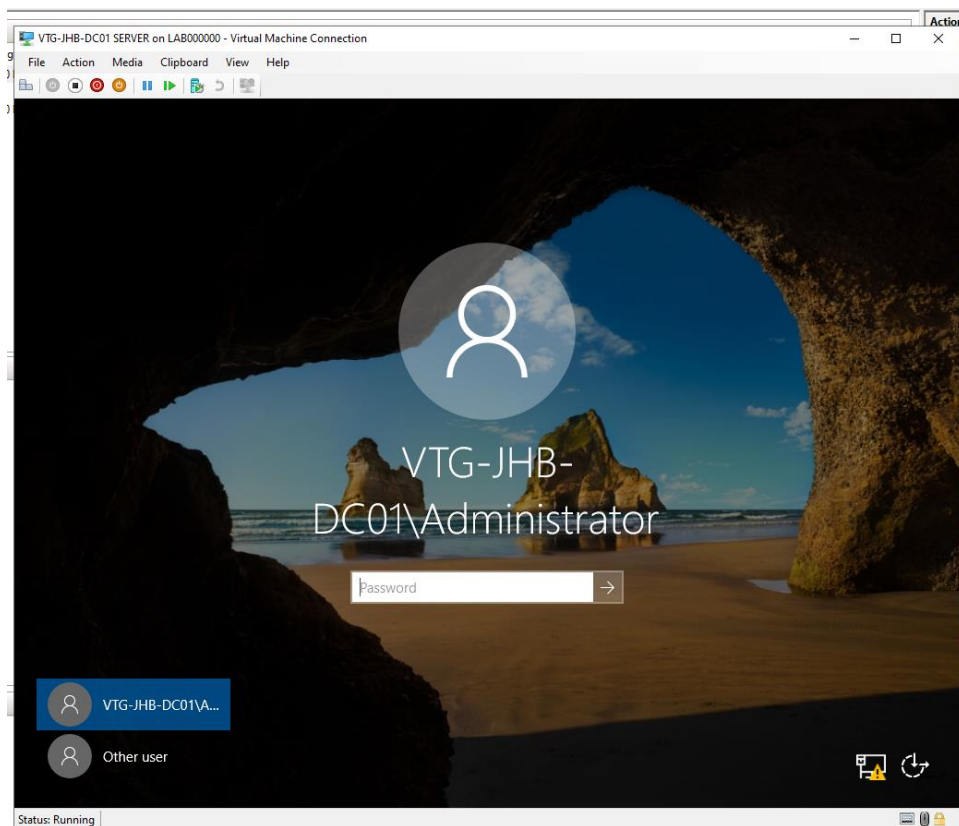 Action
VTG-JHB-DC01 SERVER on LAB000000 - Virtual Machine Connection
File Action Media Clipboard View Help
VTG-JHB-
DC01\Administrator
Password
VTG-JHB-DC01\A...
Other user
Status: Running